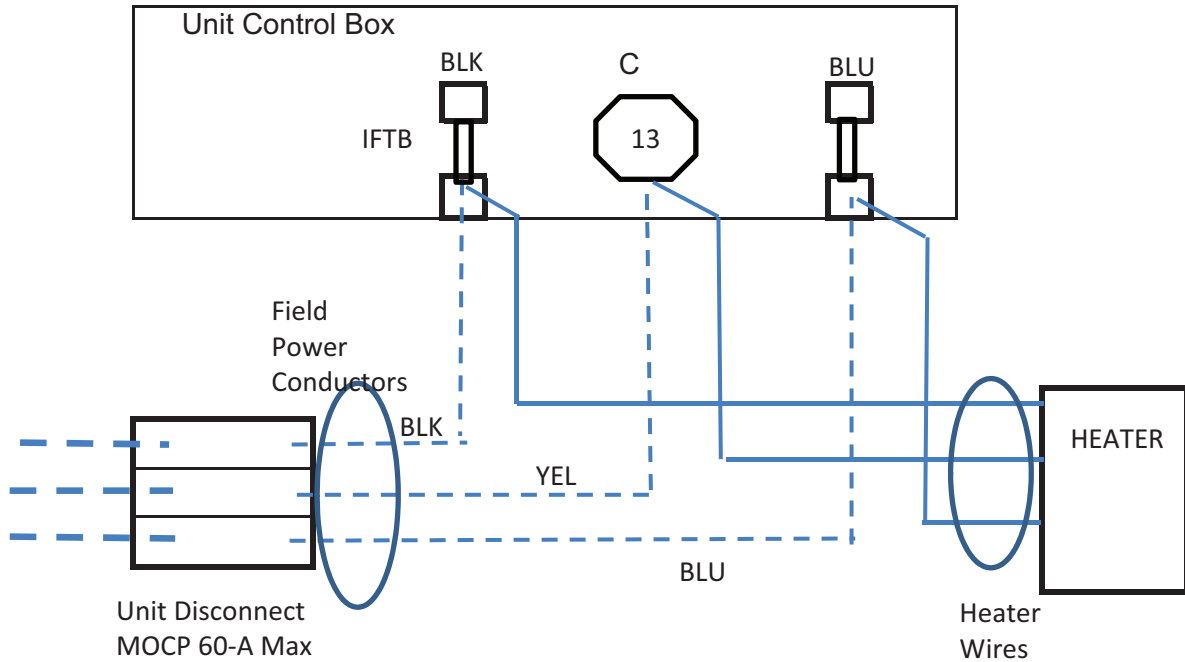 Unit Control Box
BLK
C
BLU
IFTB
13
Field
Power
Conductors
BLK
HEATER
YEL
BLU
Unit Disconnect
MOCP 60-A Max
Heater
Wires